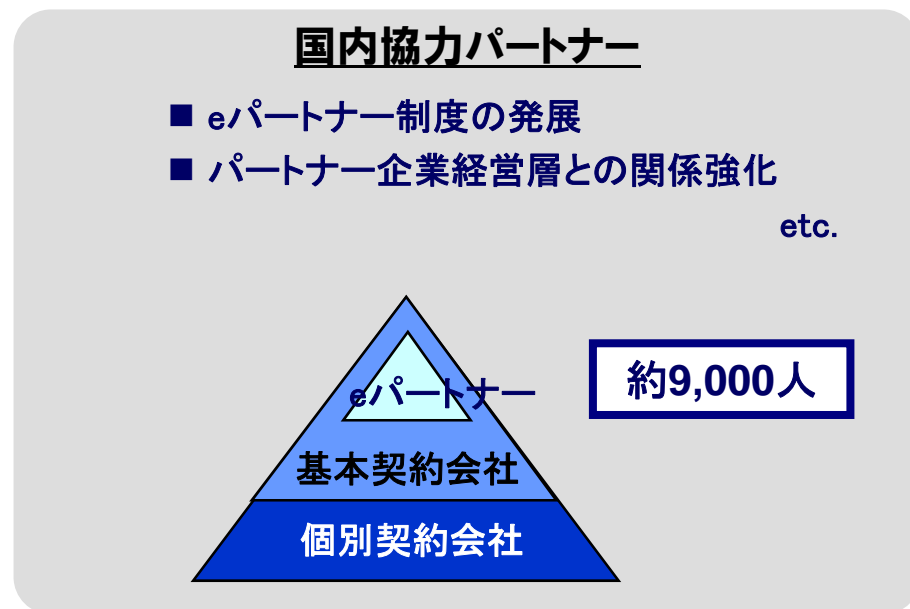 国内協力パートナー
■ eパートナー制度の発展
■ パートナー企業経営層との関係強化
etc.
eパートナー
約9,000人
基本契約会社
個別契約会社